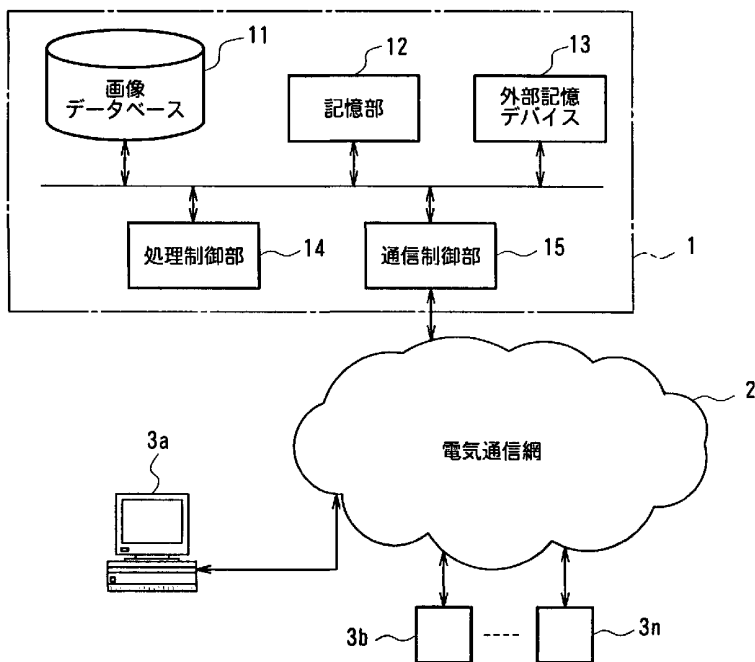 11
12
13
画像
データベース
記憶部
外部記憶
デバイス
処理制御部
14
通信制御部
15
1
2
電気通信網
3a
3b
3n